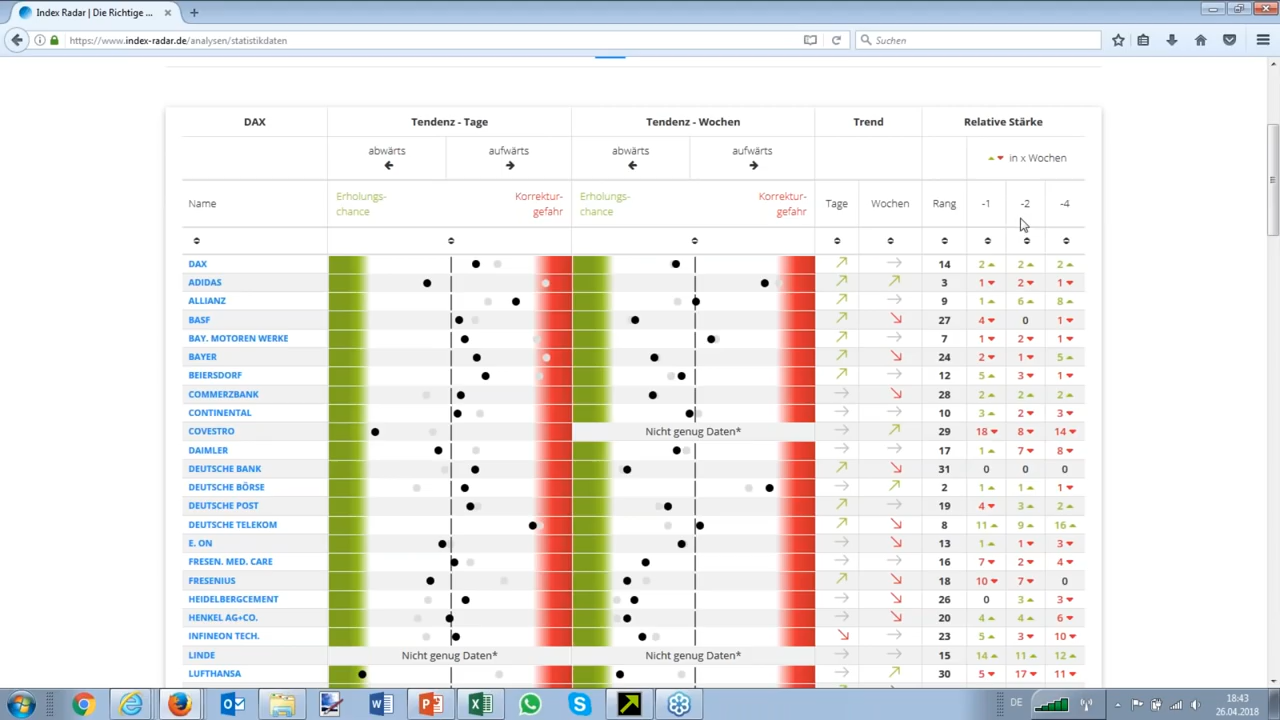 Index Radar | Die Richtige ...
https://www.index-radar.de/analysen/statistikdaten
Suchen
DAX Tendenz - Tage Tendenz - Wochen Trend Relative Stärke
abwärts aufwärts abwärts aufwärts in x Wochen
Name Erholungs- Korrektur- Erholungs- Korrektur- Tage Wochen Rang -1 -2 -4
chance gefahr chance gefahr
DAX 14 2 2 2
ADIDAS 3 1 2 1
ALLIANZ 9 1 6 8
BASF 27 4 0 1
BAY. MOTOREN WERKE 7 1 2 1
BAYER 24 2 1 5
BEIERSDORF 12 5 3 1
COMMERZBANK 28 2 2 2
CONTINENTAL 10 3 2 3
COVESTRO Nicht genug Daten* 29 18 8 14
DAIMLER 17 1 7 8
DEUTSCHE BANK 31 0 0 0
DEUTSCHE BÖRSE 2 1 1 1
DEUTSCHE POST 19 4 3 2
DEUTSCHE TELEKOM 8 11 9 16
E. ON 13 1 1 3
FRESEN. MED. CARE 16 7 2 4
FRESENIUS 18 10 7 0
HEIDELBERGCEMENT 26 0 3 3
HENKEL AG+CO. 20 4 4 6
INFINEON TECH. 23 5 3 10
LINDE Nicht genug Daten* Nicht genug Daten* 15 14 11 12
LUFTHANSA 30 5 17 11
DE
18:43
26.04.2018